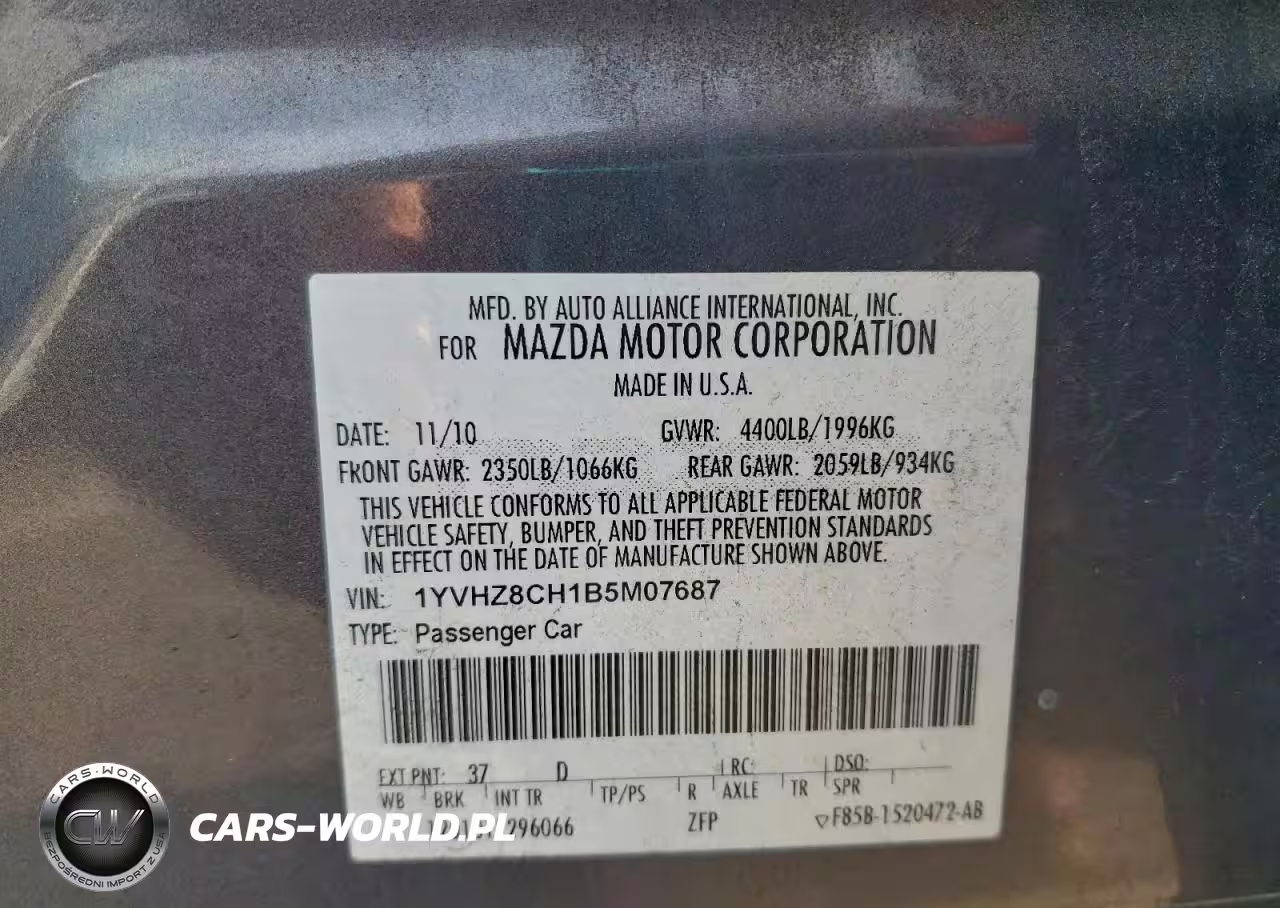 MFD. BY AUTO ALLIANCE INTERNATIONAL, INC.
FOR MAZDA MOTOR CORPORATION
MADE IN U.S.A.
DATE: 11/10 GVWR: 4400LB/1996KG
FRONT GAWR: 2350LB/1066KG REAR GAWR: 2059LB/934KG
THIS VEHICLE CONFORMS TO ALL APPLICABLE FEDERAL MOTOR
VEHICLE SAFETY, BUMPER, AND THEFT PREVENTION STANDARDS
IN EFFECT ON THE DATE OF MANUFACTURE SHOWN ABOVE.
VIN: 1YVHZ8CH1B5M07687
TYPE: Passenger Car
EXT PNT: 37 D RC: DSO:
WB BRK INT TR TP/PS R AXLE TR SPR
ZFP F85B-1520472-AB
CARS-WORLD
CW
BEZPOŚREDNI IMPORT Z USA
CARS-WORLD.PL